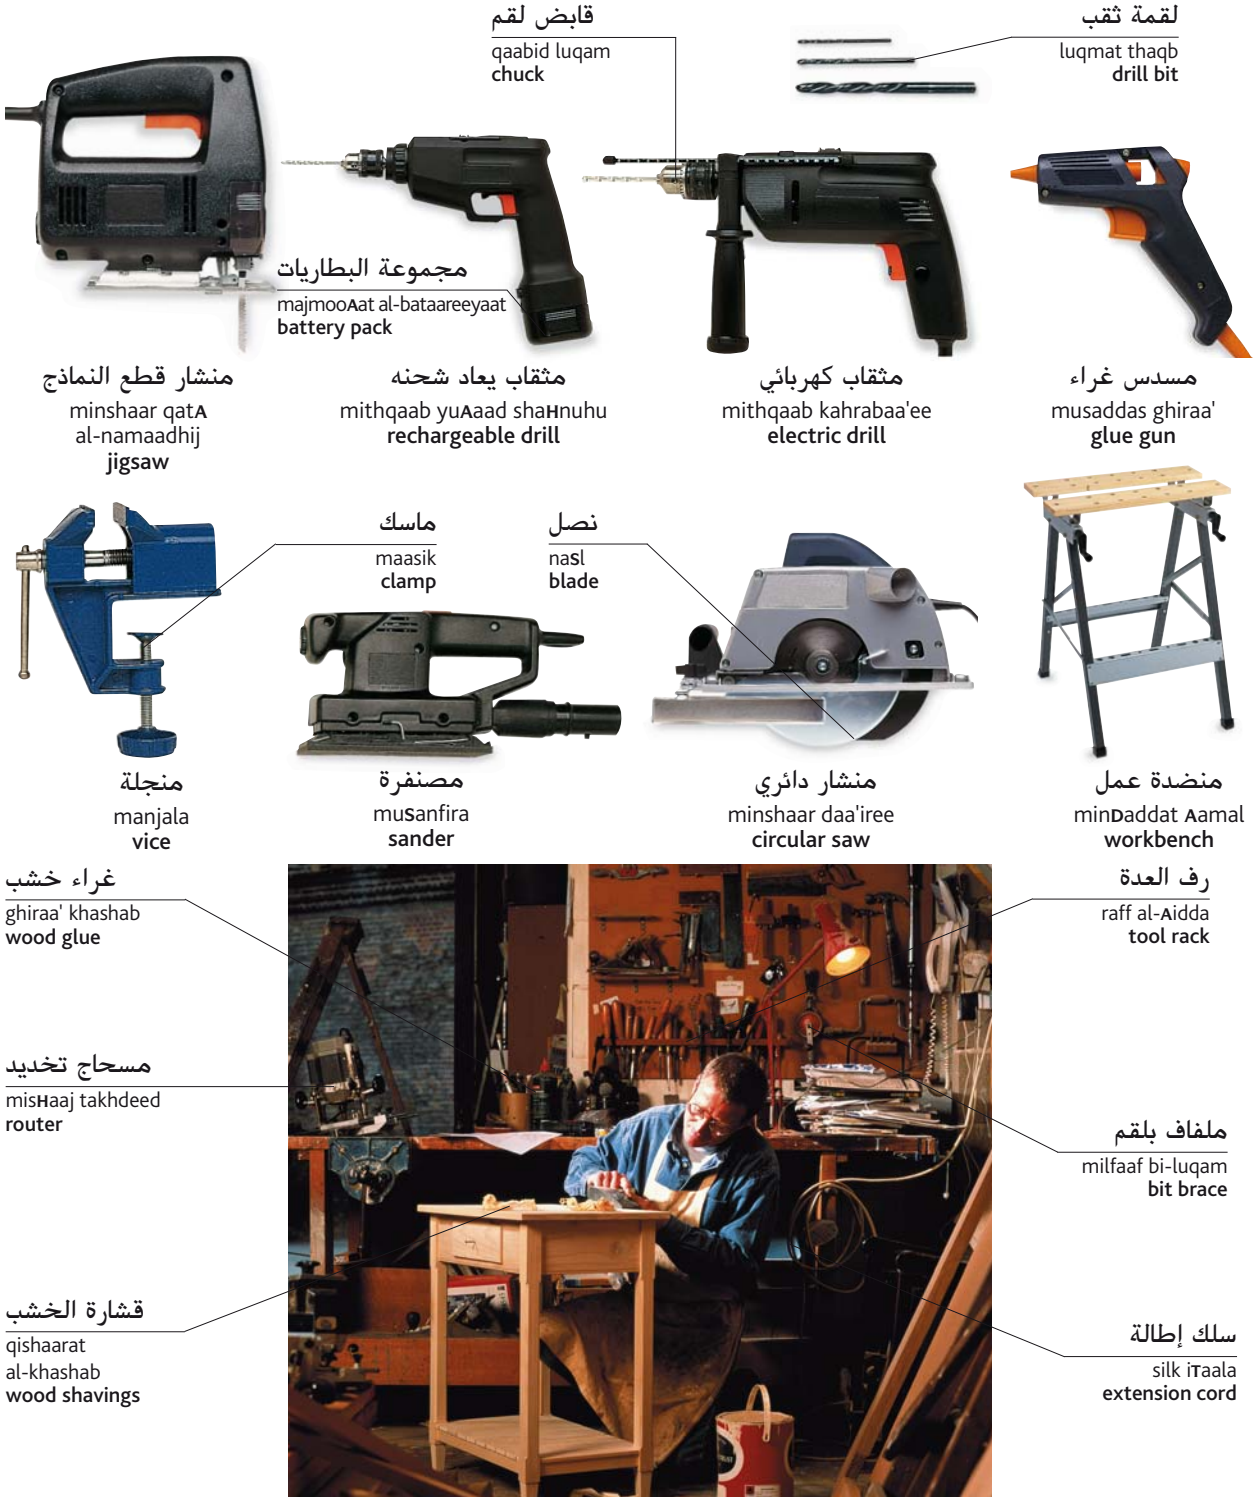 قابض لقم
qaabid luqam
chuck
لقمة ثقب
luqmat thaqb
drill bit
مجموعة البطاريات
majmooAat al-bataareeyaat
battery pack
منشار قطع النماذج
minshaar qatA
al-namaadhij
jigsaw
مثقاب يعاد شحنه
mithqaab yuAaad shaHnuhu
rechargeable drill
مثقاب كهربائي
mithqaab kahrabaa'ee
electric drill
مسدس غراء
musaddas ghiraa'
glue gun
ماسك
maasik
clamp
نصل
naSl
blade
منجلة
manjala
vice
مصنفرة
muSanfira
sander
منشار دائري
minshaar daa'iree
circular saw
منضدة عمل
minDaddat Aamal
workbench
غراء خشب
ghiraa' khashab
wood glue
رف العدة
raff al-Aidda
tool rack
مسحاج تخديد
misHaaj takhdeed
router
ملفاف بلقم
milfaaf bi-luqam
bit brace
قشارة الخشب
qishaarat
al-khashab
wood shavings
سلك إطالة
silk iTaala
extension cord